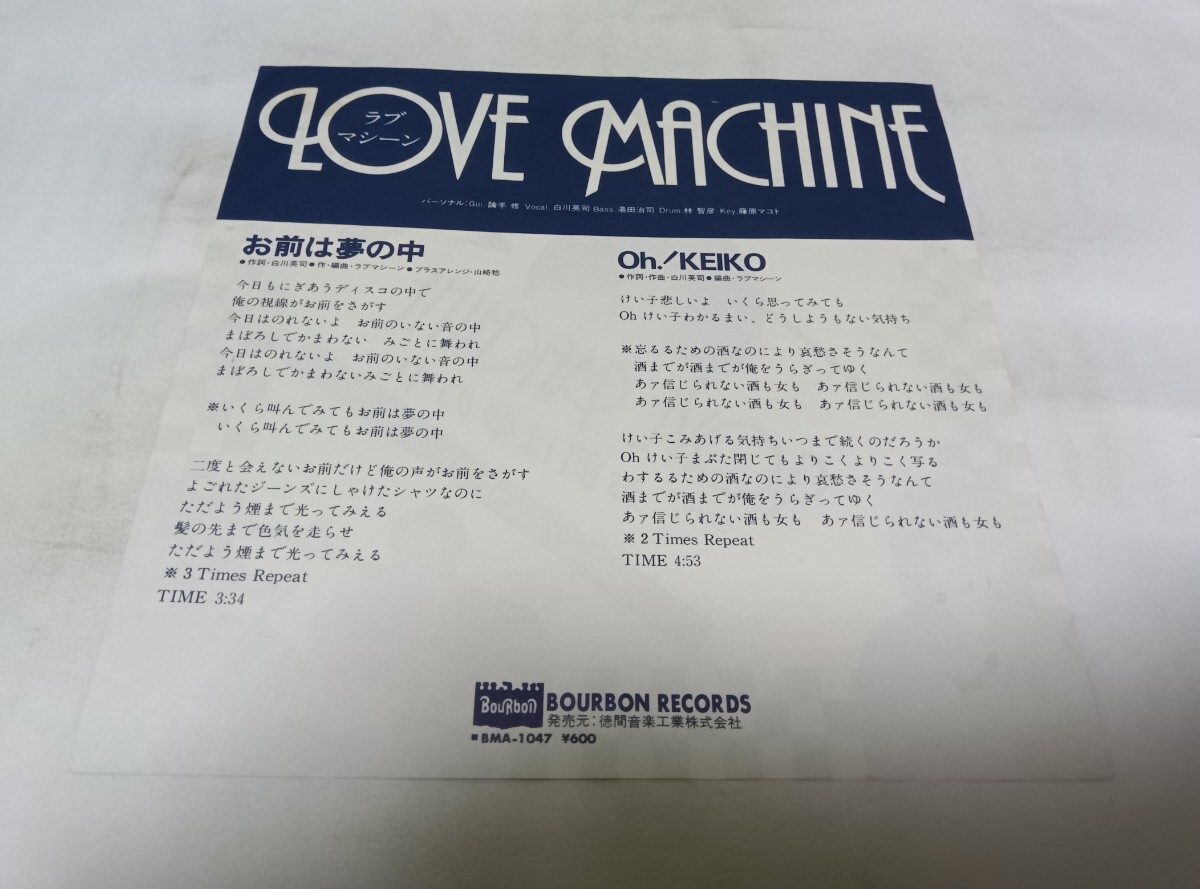 LOVE MACHINE
ラブ
マシーン
パーソナル:Gui.論手 修 Vocal.白川英司 Bass.湯田治司 Drum.林 智彦 Key.藤原マコト
お前は夢の中
●作詞・白川英司●作・編曲・ラブマシーン●プラスアレンジ・山崎稔
今日もにぎあうディスコの中で
俺の視線がお前をさがす
今日はのれないよ お前のいない音の中
まぼろしでかまわない みごとに舞われ
今日はのれないよ お前のいない音の中
まぼろしでかまわないみごとに舞われ
※いくら叫んでみてもお前は夢の中
いくら叫んでみてもお前は夢の中
二度と会えないお前だけど俺の声がお前をさがす
よごれたジーンズにしゃけたシャツなのに
ただよう煙まで光ってみえる
髪の先まで色気を走らせ
ただよう煙まで光ってみえる
※3 Times Repeat
TIME 3:34
Oh.!KEIKO
●作詞・作曲・白川英司●編曲・ラブマシーン
けい子悲しいよ いくら思ってみても
Oh けい子わかるまい、どうしようもない気持ち
※忘るるための酒なのにより哀愁さそうなんて
酒までが酒までが俺をうらぎってゆく
あァ信じられない酒も女も あァ信じられない酒も女も
あァ信じられない酒も女も あァ信じられない酒も女も
けい子こみあげる気持ちいつまで続くのだろうか
Oh けい子まぶた閉じてもよりこくよりこく写る
わするるための酒なのにより哀愁さそうなんて
酒までが酒までが俺をうらぎってゆく
あァ信じられない酒も女も あァ信じられない酒も女も
※2 Times Repeat
TIME 4:53
BouRbon BOURBON RECORDS
発売元:徳間音楽工業株式会社
■BMA-1047 ¥600